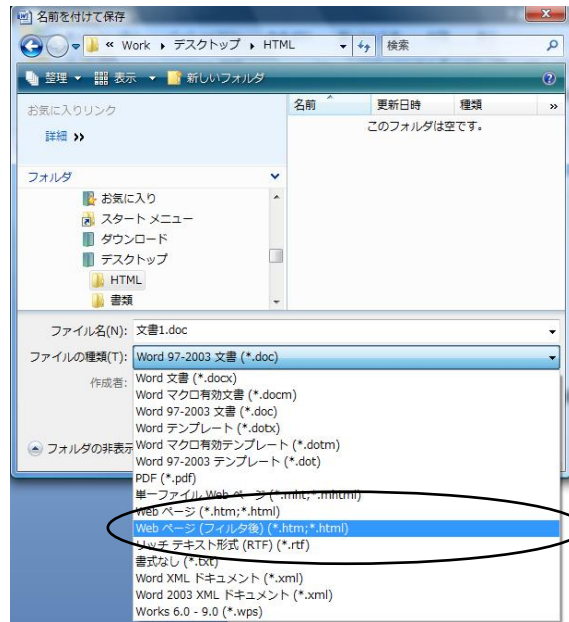 名前を付けて保存
« Work ▸ デスクトップ ▸ HTML 検索
整理 表示 新しいフォルダ
お気に入りリンク
詳細 »
名前 更新日時 種類 »
このフォルダは空です。
フォルダ
お気に入り
スタート メニュー
ダウンロード
デスクトップ
HTML
書類
ファイル名(N): 文書1.doc
ファイルの種類(T): Word 97-2003 文書 (*.doc)
作成者:
Word 文書 (*.docx)
Word マクロ有効文書 (*.docm)
Word 97-2003 文書 (*.doc)
Word テンプレート (*.dotx)
Word マクロ有効テンプレート (*.dotm)
フォルダの非表示
Word 97-2003 テンプレート (*.dot)
PDF (*.pdf)
単一ファイル Web ページ (*.mht;*.mhtml)
Web ページ (*.htm;*.html)
Web ページ (フィルタ後) (*.htm;*.html)
リッチ テキスト形式 (RTF) (*.rtf)
書式なし (*.txt)
Word XML ドキュメント (*.xml)
Word 2003 XML ドキュメント (*.xml)
Works 6.0 - 9.0 (*.wps)